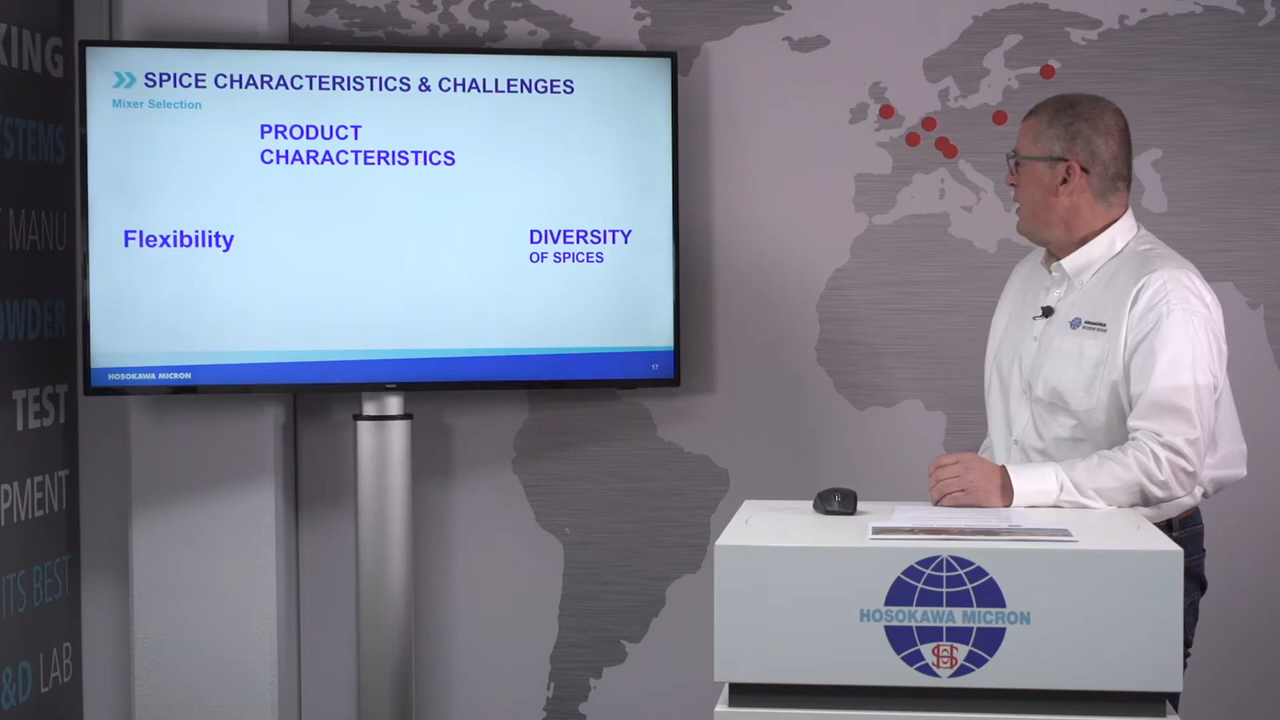 KING
SYSTEMS
MANU
OWDER
TEST
PMENT
ITS BEST
&D LAB
SPICE CHARACTERISTICS & CHALLENGES
Mixer Selection
PRODUCT
CHARACTERISTICS
Flexibility
DIVERSITY
OF SPICES
HOSOKAWA MICRON
17
HOSOKAWA MICRON